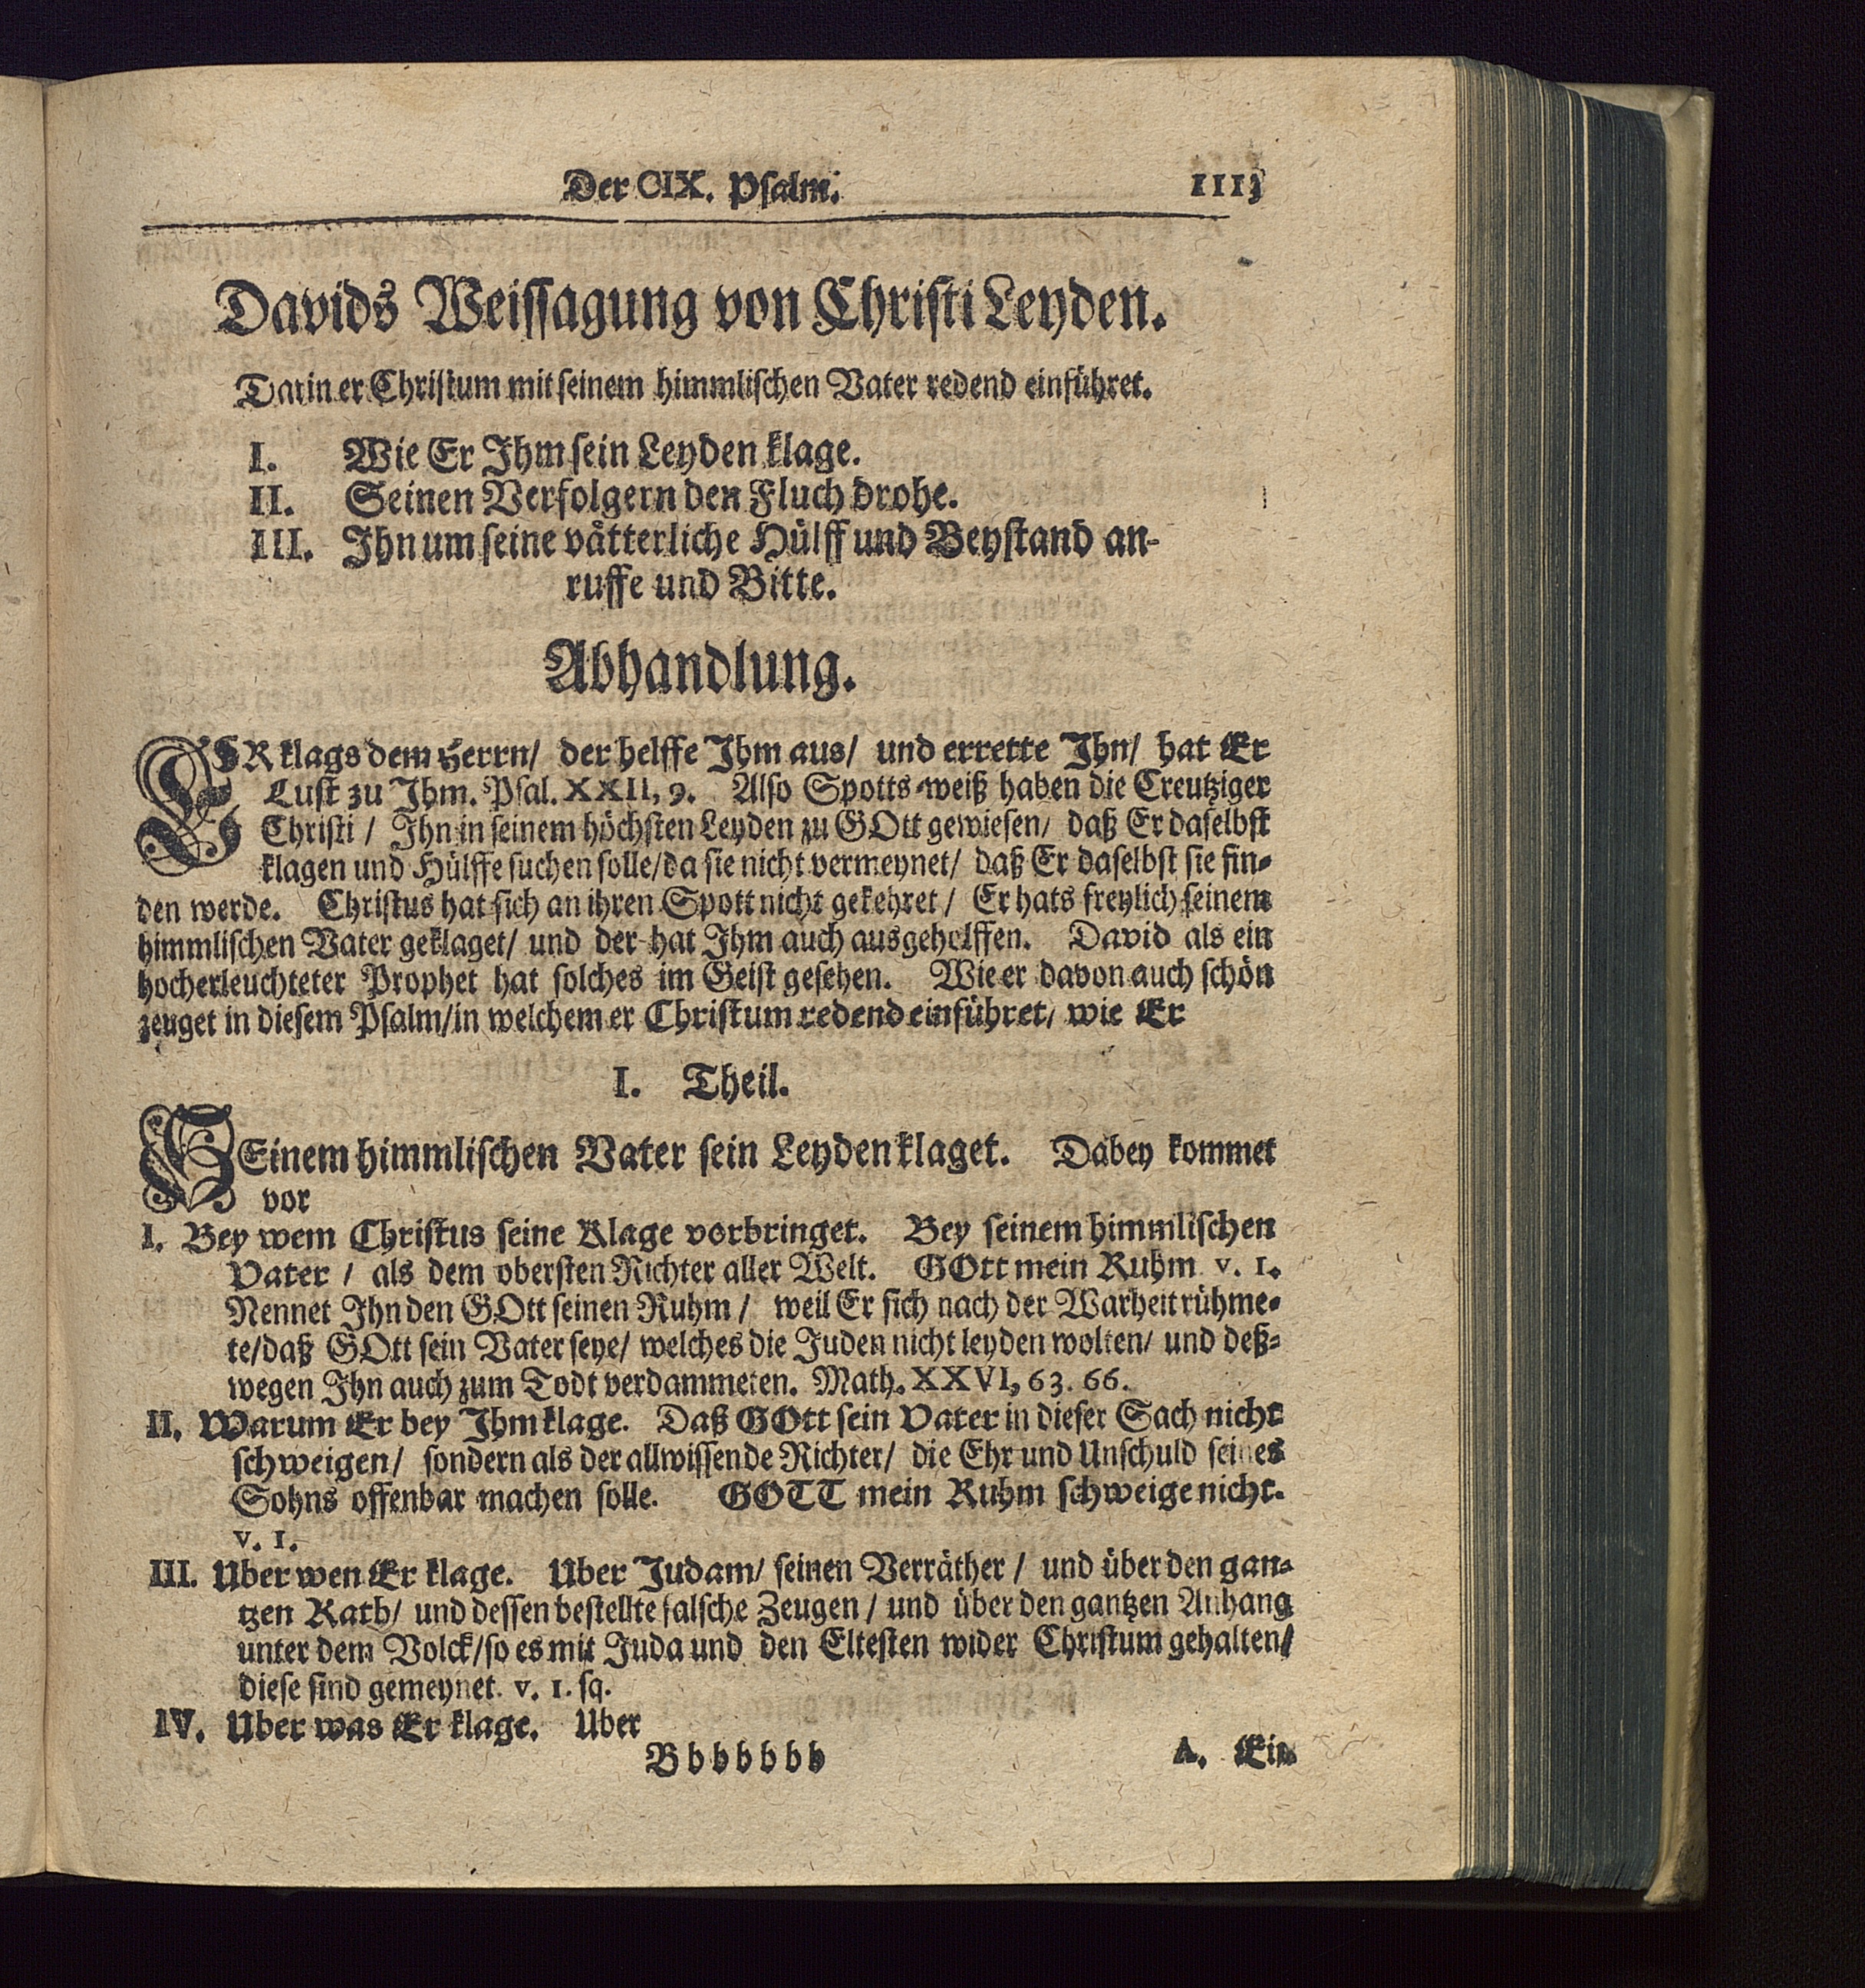 Der CIX. Psalm.
1113
Davids Weissagung von Christi Leyden.
Darin er Christum mit seinem himmlischen Vater redend einführet.
I. Wie Er Ihm sein Leyden klage.
II. Seinen Verfolgern den Fluch drohe.
III. Ihn um seine vätterliche Hülff und Beystand an-
ruffe und Bitte.
Abhandlung.
ER klags dem Herrn/ der helffe Ihm aus/ und errette Ihn/ hat Er
Lust zu Ihm. Psal. XXII, 9. Also Spotts-weiß haben die Creutziger
Christi / Ihn in seinem höchsten Leyden zu GOtt gewiesen/ daß Er daselbst
klagen und Hülffe suchen solle/ da sie nicht vermeynet/ daß Er daselbst sie fin-
den werde. Christus hat sich an ihren Spott nicht gekehret / Er hats freylich seinem
himmlischen Vater geklaget/ und der hat Ihm auch ausgeholffen. David als ein
hocherleuchteter Prophet hat solches im Geist gesehen. Wie er davon auch schön
zeuget in diesem Psalm/ in welchem er Christum redend einführet/ wie Er
I. Theil.
SEinem himmlischen Vater sein Leyden klaget. Dabey kommet
vor
I. Bey wem Christus seine Klage vorbringet. Bey seinem himmlischen
Vater / als dem obersten Richter aller Welt. GOtt mein Ruhm v. 1.
Nennet Ihn den GOtt seinen Ruhm / weil Er sich nach der Warheit rühme-
te/ daß GOtt sein Vater seye/ welches die Juden nicht leyden wolten/ und deß-
wegen Ihn auch zum Todt verdammeten. Math. XXVI, 63. 66.
II. Warum Er bey Ihm klage. Daß GOtt sein Vater in dieser Sach nicht
schweigen/ sondern als der allwissende Richter/ die Ehr und Unschuld seines
Sohns offenbar machen solle. GOTT mein Ruhm schweige nicht.
v. 1.
III. Uber wen Er klage. Uber Judam/ seinen Verräther / und über den gan-
tzen Rath/ und dessen bestellte falsche Zeugen / und über den gantzen Anhang
unter dem Volck/ so es mit Juda und den Eltesten wider Christum gehalten/
diese sind gemeynet. v. 1. sq.
IV. Uber was Er klage. Uber
Bbbbbbb
A. Ein